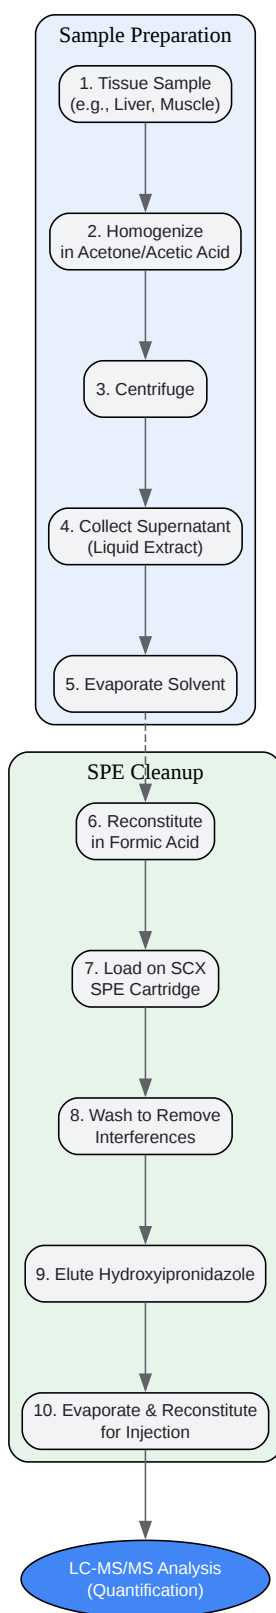 Sample Preparation
1. Tissue Sample
(e.g., Liver, Muscle)
2. Homogenize
in Acetone/Acetic Acid
3. Centrifuge
4. Collect Supernatant
(Liquid Extract)
5. Evaporate Solvent
SPE Cleanup
6. Reconstitute
in Formic Acid
7. Load on SCX
SPE Cartridge
8. Wash to Remove
Interferences
9. Elute Hydroxyipronidazole
10. Evaporate & Reconstitute
for Injection
LC-MS/MS Analysis
(Quantification)